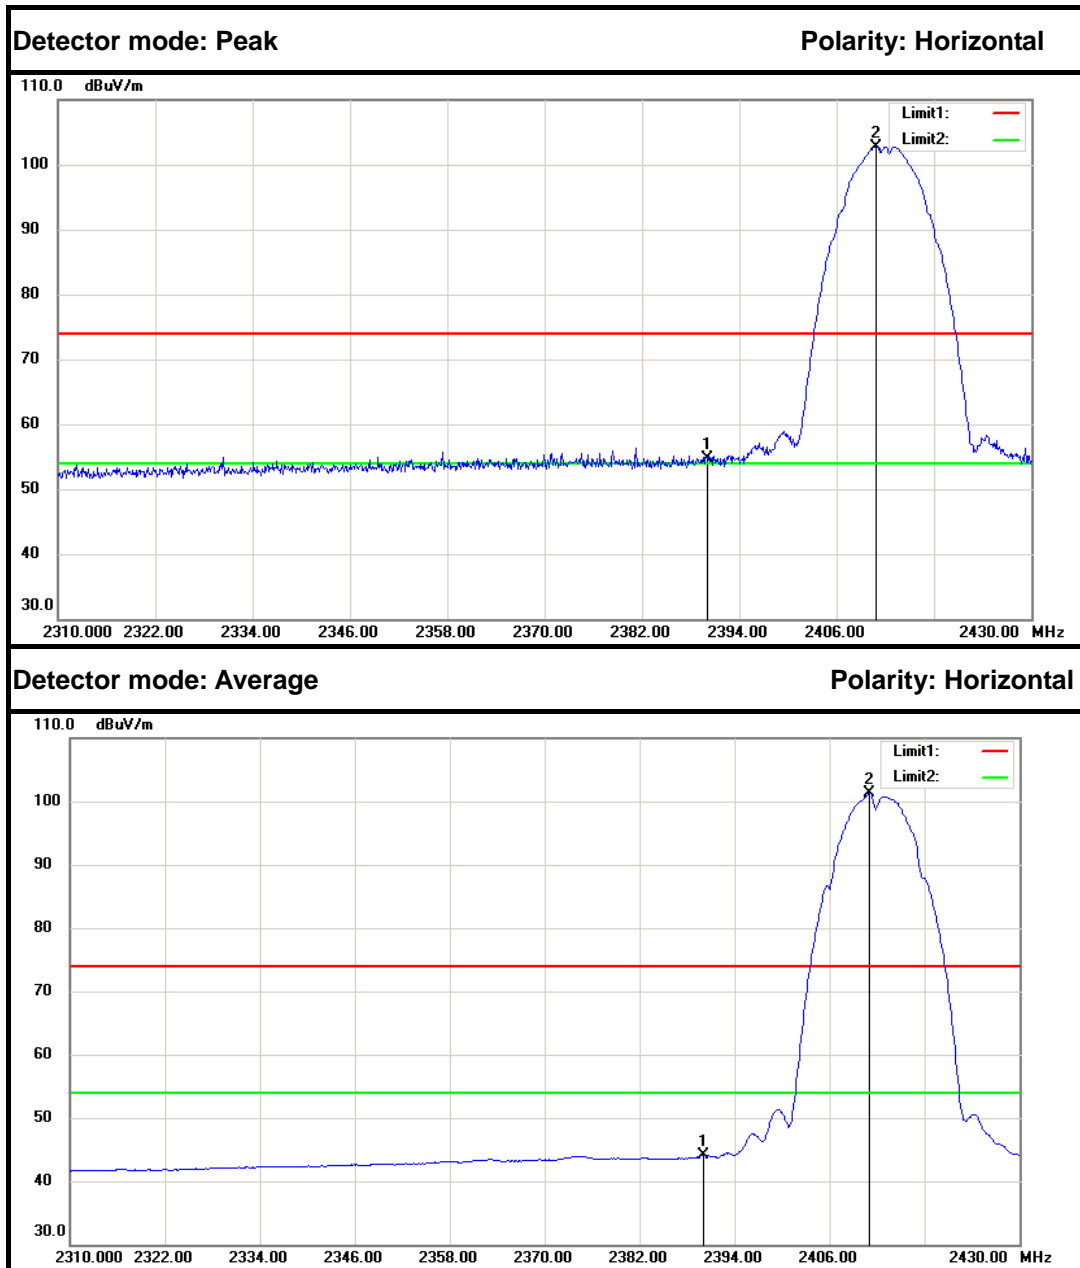 Detector mode: Peak Polarity: Horizontal
110.0 dBuV/m
Limit1:
Limit2:
2
100
90
80
70
60
1
50
40
30.0
2310.000 2322.00 2334.00 2346.00 2358.00 2370.00 2382.00 2394.00 2406.00 2430.00 MHz
Detector mode: Average Polarity: Horizontal
110.0 dBuV/m
Limit1:
Limit2:
2
100
90
80
70
60
50
1
40
30.0
2310.000 2322.00 2334.00 2346.00 2358.00 2370.00 2382.00 2394.00 2406.00 2430.00 MHz